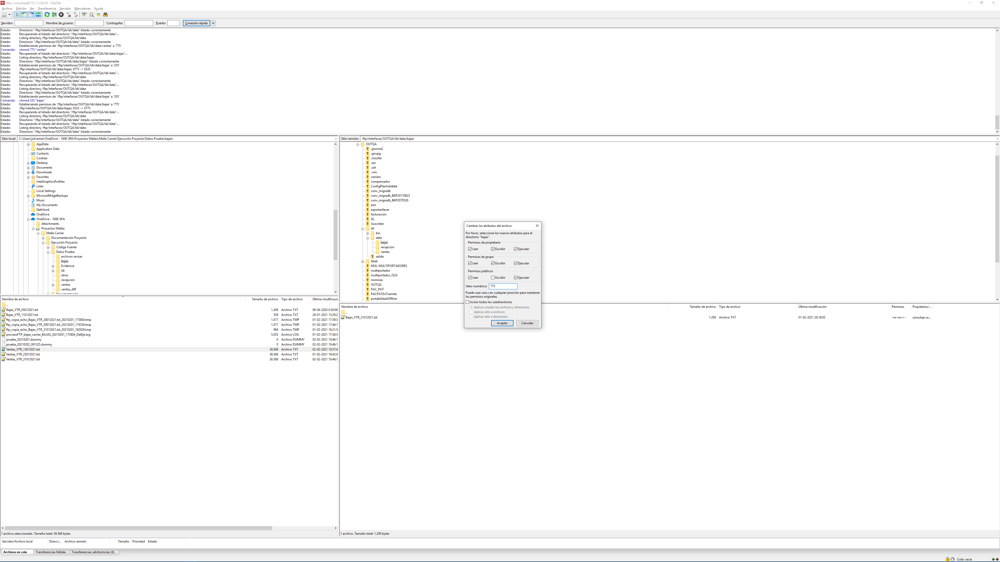 sftp://usroutqa@172.17.226.24 - FileZilla
Archivo Edición Ver Transferencia Servidor Marcadores Ayuda
Servidor: Nombre de usuario: Contraseña: Puerto: Conexión rápida
Estado: Directorio "/ftp/interfaces/OUTQA/ldi/data" listado correctamente
Estado: Recuperando el listado del directorio "/ftp/interfaces/OUTQA/ldi/data"...
Estado: Listing directory /ftp/interfaces/OUTQA/ldi/data
Estado: Directorio "/ftp/interfaces/OUTQA/ldi/data" listado correctamente
Estado: Estableciendo permisos de '/ftp/interfaces/OUTQA/ldi/data/ventas' a '775'
Comando: chmod 775 "ventas"
Estado: Recuperando el listado del directorio "/ftp/interfaces/OUTQA/ldi/data/bajas"...
Estado: Listing directory /ftp/interfaces/OUTQA/ldi/data/bajas
Estado: Directorio "/ftp/interfaces/OUTQA/ldi/data/bajas" listado correctamente
Estado: Estableciendo permisos de '/ftp/interfaces/OUTQA/ldi/data/bajas' a '335'
Estado: /ftp/interfaces/OUTQA/ldi/data/bajas: 0775 -> 0335
Estado: Recuperando el listado del directorio "/ftp/interfaces/OUTQA/ldi/data"...
Estado: Listing directory /ftp/interfaces/OUTQA/ldi/data
Estado: Directorio "/ftp/interfaces/OUTQA/ldi/data" listado correctamente
Estado: Recuperando el listado del directorio "/ftp/interfaces/OUTQA/ldi/data"...
Estado: Listing directory /ftp/interfaces/OUTQA/ldi/data
Estado: Directorio "/ftp/interfaces/OUTQA/ldi/data" listado correctamente
Estado: Estableciendo permisos de '/ftp/interfaces/OUTQA/ldi/data/bajas' a '335'
Comando: chmod 335 "bajas"
Estado: Estableciendo permisos de '/ftp/interfaces/OUTQA/ldi/data/bajas' a '775'
Estado: /ftp/interfaces/OUTQA/ldi/data/bajas: 0335 -> 0775
Estado: Recuperando el listado del directorio "/ftp/interfaces/OUTQA/ldi/data"...
Estado: Listing directory /ftp/interfaces/OUTQA/ldi/data
Estado: Directorio "/ftp/interfaces/OUTQA/ldi/data" listado correctamente
Estado: Recuperando el listado del directorio "/ftp/interfaces/OUTQA/ldi/data"...
Estado: Listing directory /ftp/interfaces/OUTQA/ldi/data
Estado: Directorio "/ftp/interfaces/OUTQA/ldi/data" listado correctamente
Sitio local: C:\Users\jsilvamar\OneDrive - 160K SPA\Proyectos Mallas\Malla Carrier\Ejecución Proyecto\Datos Prueba\bajas\
AppData
Application Data
Contacts
Cookies
Desktop
Documents
Downloads
Favorites
IntelGraphicsProfiles
Links
Local Settings
MicrosoftEdgeBackups
Music
My Documents
NetHood
OneDrive
OneDrive - 160K SPA
Attachments
Proyectos Mallas
Malla Carrier
Documentación Proyecto
Ejecución Proyecto
Código Fuente
Datos Prueba
archivos revisar
bajas
Evidencia
ldi
otros
recepcion
ventas
ventas_diff
Documentación
Nombre de archivo Tamaño de archivo Tipo de archivo Última modificació
..
Bajas_VTR_05012021.txt 1.209 Archivo TXT 09-04-2020 0:30:00
Bajas_VTR_11012021.txt 559 Archivo TXT 28-01-2021 15:29:2
ftp_copia_echo_Bajas_VTR_28012021.txt_20210201_173804.tmp 1.017 Archivo TMP 01-02-2021 17:39:3
ftp_copia_echo_Bajas_VTR_30012021.txt_20210201_174336.tmp 1.017 Archivo TMP 01-02-2021 17:44:1
ftp_copia_echo_Bajas_VTR_31012021.txt_20210201_182028.tmp 994 Archivo TMP 01-02-2021 18:21:5
procesoFTP_bajas_carrier_BAJAS_20210201_173804_DetEje.log 5.055 Archivo LOG 01-02-2021 17:38:5
prueba_20210201.dummy 0 Archivo DUMMY 02-02-2021 10:46:1
prueba_20210202_091325.dummy 0 Archivo DUMMY 02-02-2021 10:46:1
Ventas_VTR_13012021.txt 38.568 Archivo TXT 02-02-2021 10:37:4
Ventas_VTR_25012021.txt 38.568 Archivo TXT 01-02-2021 19:42:0
Ventas_VTR_31012021.txt 38.568 Archivo TXT 02-02-2021 10:46:1
1 archivo seleccionado. Tamaño total: 38.568 bytes
Sitio remoto: /ftp/interfaces/OUTQA/ldi/data/bajas
OUTQA
.gnome2
.gnupg
.mozilla
.sec
.ssh
.vim
carriers
compensador
ConfigPlanValidate
conv_migradb
conv_migradb_BKP20170823
conv_migradb_BKP2070526
eim
exportarllaver
facturacion
GL
lsuscriber
ldi
bin
data
bajas
recepcion
ventas
salida
ldiab
MUL-MULTIPORTADORES
multiportador
multiportador_OLD
nominas
OUTQA
PAC_PAT
PACPATEnTramite
portabilidadOffline
Nombre de archivo Tamaño de archivo Tipo de archivo Última modificación Permisos Propietario/...
..
Bajas_VTR_31012021.txt 1.209 Archivo TXT 01-02-2021 20:18:05 -rw-rw-r-- usroutqa us...
1 archivo. Tamaño total: 1.209 bytes
Cambiar los atributos del archivo
Por favor, seleccione los nuevos atributos para el
directorio "bajas".
Permisos de propietario
Leer Escribir Ejecutar
Permisos de grupo
Leer Escribir Ejecutar
Permisos públicos
Leer Escribir Ejecutar
Valor numérico: 775
Puede usar una x en cualquier posición para mantener
los permisos originales.
Incluir todos los subdirectorios
Aplicar a todos los archivos y directorios
Aplicar sólo a archivos
Aplicar sólo a directorios
Aceptar Cancelar
Servidor/Archivo local Direcci... Archivo remoto Tamaño Prioridad Estado
Archivos en cola Transferencias fallidas Transferencias satisfactorias (6)
Cola: vacía